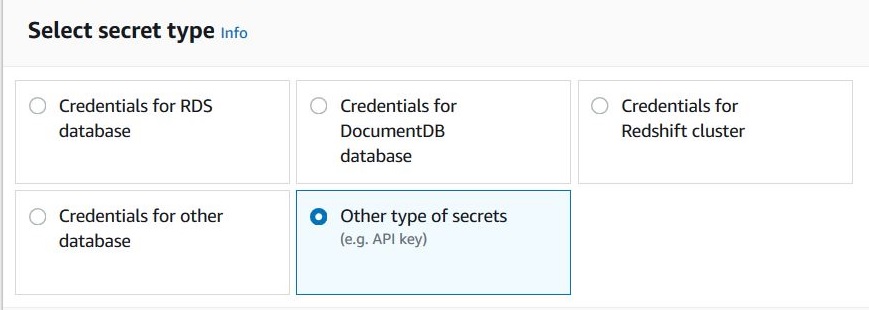 Select secret type Info
Credentials for RDS
database
Credentials for
DocumentDB
database
Credentials for
Redshift cluster
Credentials for other
database
Other type of secrets
(e.g. API key)